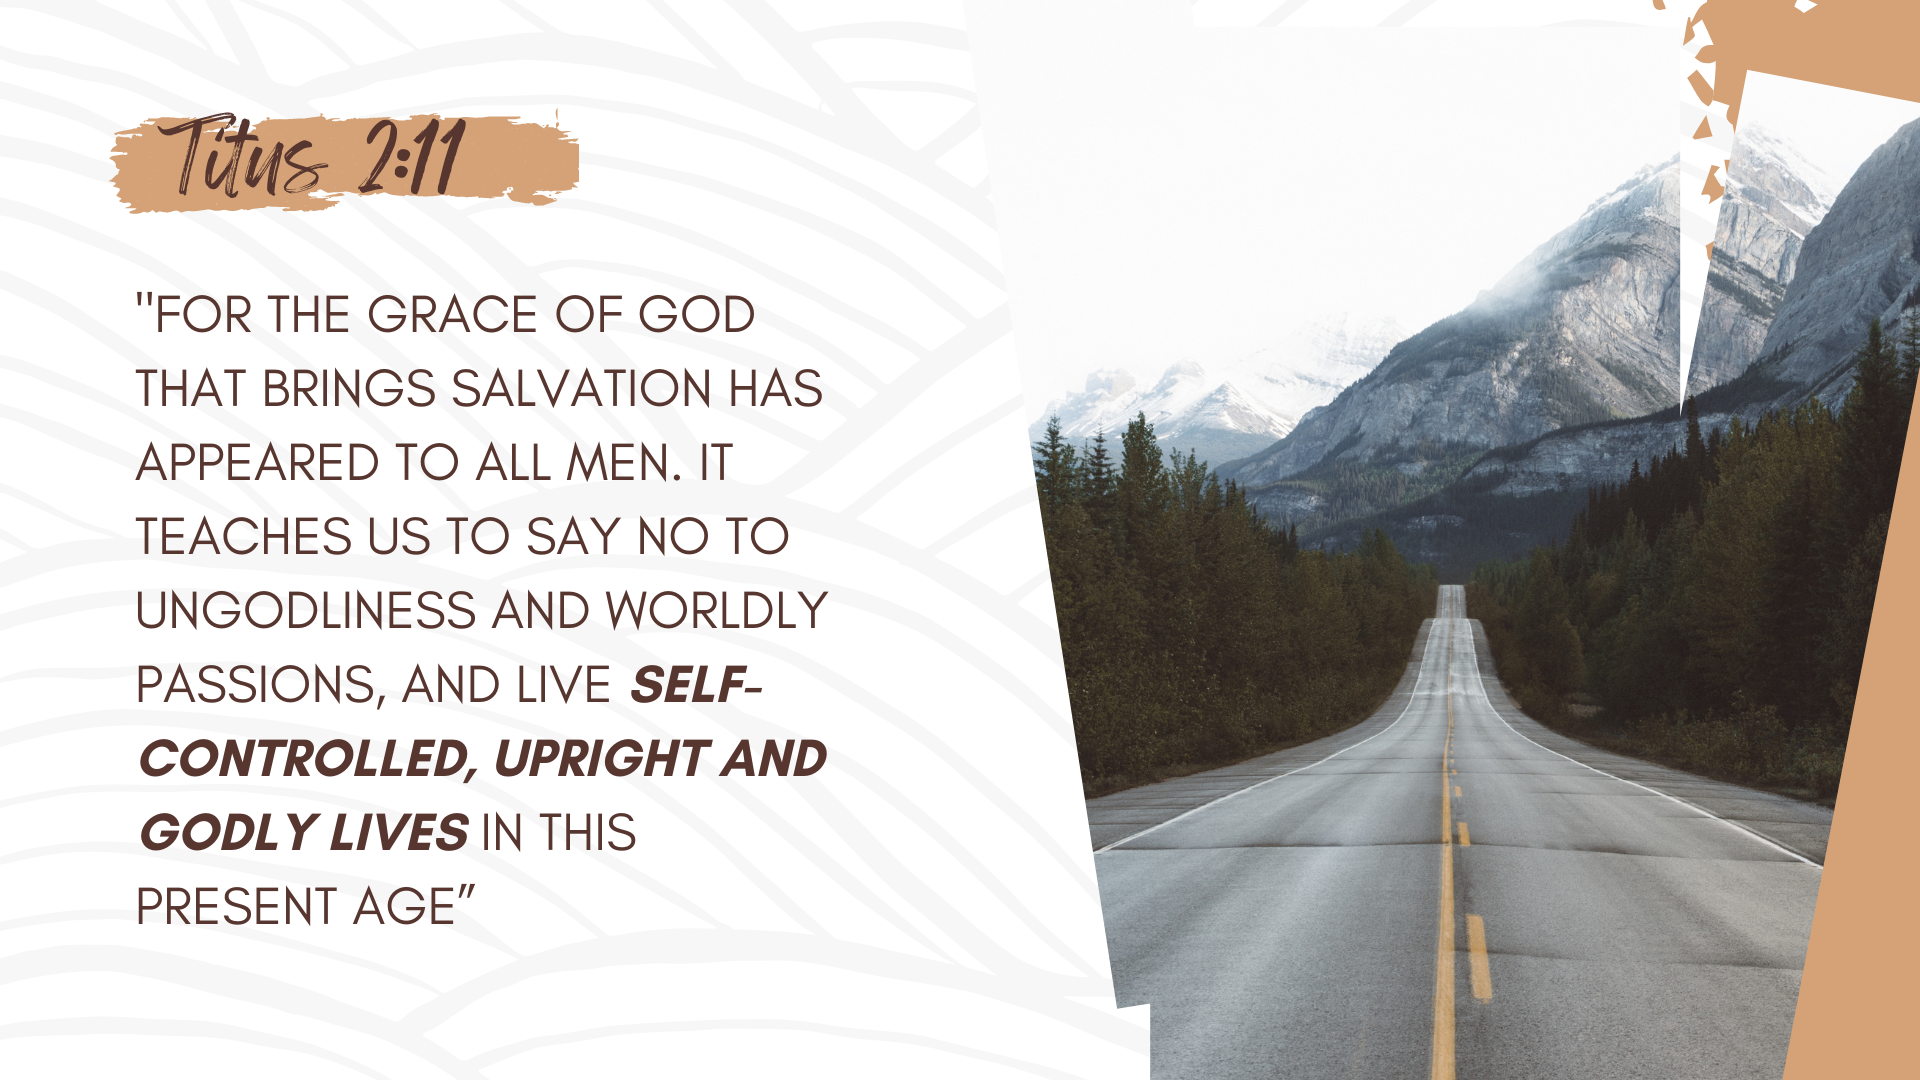 Titus 2:11
"FOR THE GRACE OF GOD
THAT BRINGS SALVATION HAS
APPEARED TO ALL MEN. IT
TEACHES US TO SAY NO TO
UNGODLINESS AND WORLDLY
PASSIONS, AND LIVE SELF-
CONTROLLED, UPRIGHT AND
GODLY LIVES IN THIS
PRESENT AGE”